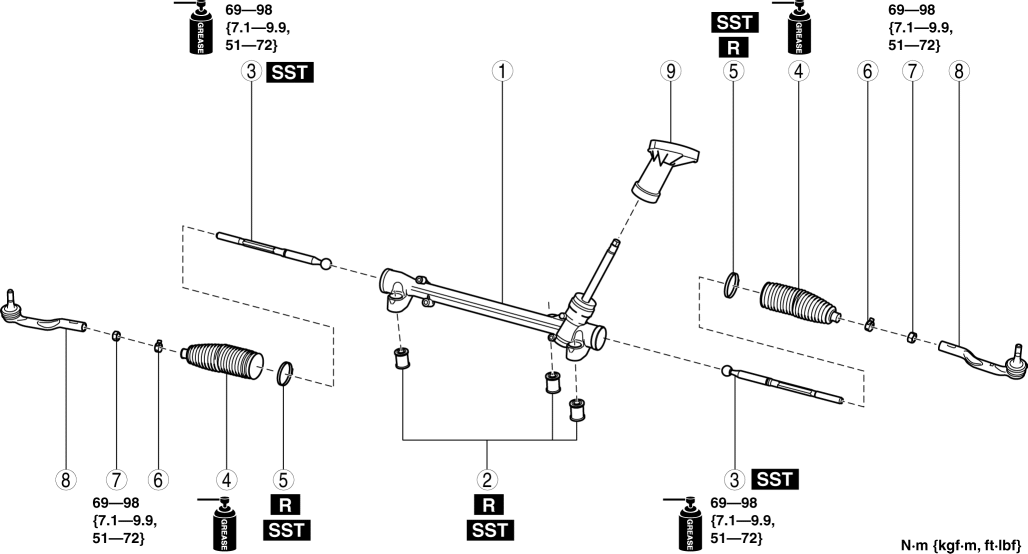 GREASE
69—98
{7.1—9.9,
51—72}
3 SST
1
9
SST
R
5
GREASE
4
6
69—98
{7.1—9.9,
51—72}
7
8
8
7
69—98
{7.1—9.9,
51—72}
6
4
GREASE
5
R
SST
2
R
SST
3 SST
GREASE
69—98
{7.1—9.9,
51—72}
N·m {kgf·m, ft·lbf}